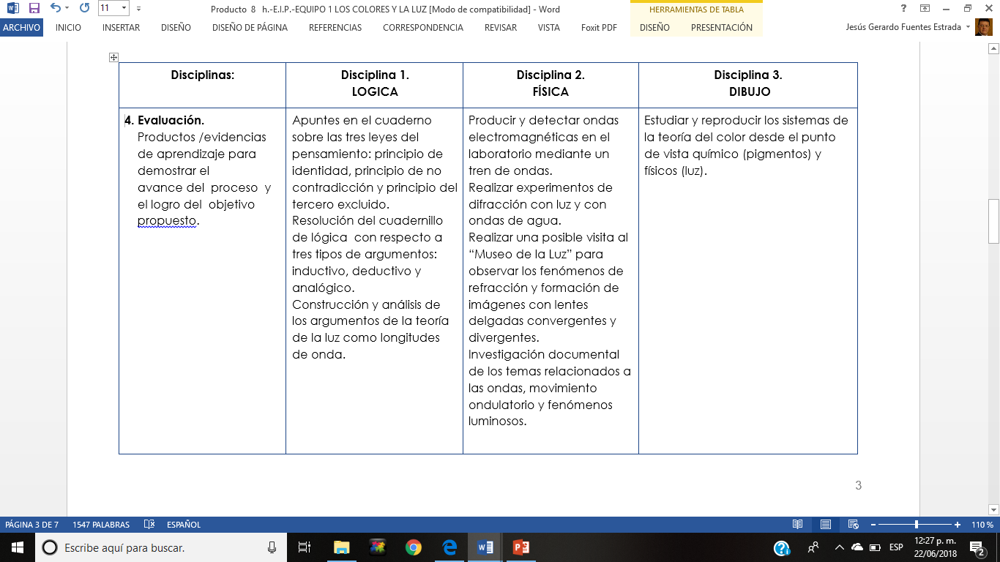 11
Producto 8 h.-E.I.P.-EQUIPO 1 LOS COLORES Y LA LUZ [Modo de compatibilidad] - Word
HERRAMIENTAS DE TABLA
?
ARCHIVO INICIO INSERTAR DISEÑO DISEÑO DE PÁGINA REFERENCIAS CORRESPONDENCIA REVISAR VISTA Foxit PDF DISEÑO PRESENTACIÓN
Jesús Gerardo Fuentes Estrada
Disciplinas:
Disciplina 1.
LOGICA
Disciplina 2.
FÍSICA
Disciplina 3.
DIBUJO
4. Evaluación.
Productos /evidencias
de aprendizaje para
demostrar el
avance del proceso y
el logro del objetivo
propuesto.
Apuntes en el cuaderno
sobre las tres leyes del
pensamiento: principio de
identidad, principio de no
contradicción y principio del
tercero excluido.
Resolución del cuadernillo
de lógica con respecto a
tres tipos de argumentos:
inductivo, deductivo y
analógico.
Construcción y análisis de
los argumentos de la teoría
de la luz como longitudes
de onda.
Producir y detectar ondas
electromagnéticas en el
laboratorio mediante un
tren de ondas.
Realizar experimentos de
difracción con luz y con
ondas de agua.
Realizar una posible visita al
“Museo de la Luz” para
observar los fenómenos de
refracción y formación de
imágenes con lentes
delgadas convergentes y
divergentes.
Investigación documental
de los temas relacionados a
las ondas, movimiento
ondulatorio y fenómenos
luminosos.
Estudiar y reproducir los sistemas de
la teoría del color desde el punto
de vista químico (pigmentos) y
físicos (luz).
3
PÁGINA 3 DE 7 1547 PALABRAS ESPAÑOL
110 %
Escribe aquí para buscar.
ESP
12:27 p. m.
22/06/2018
2